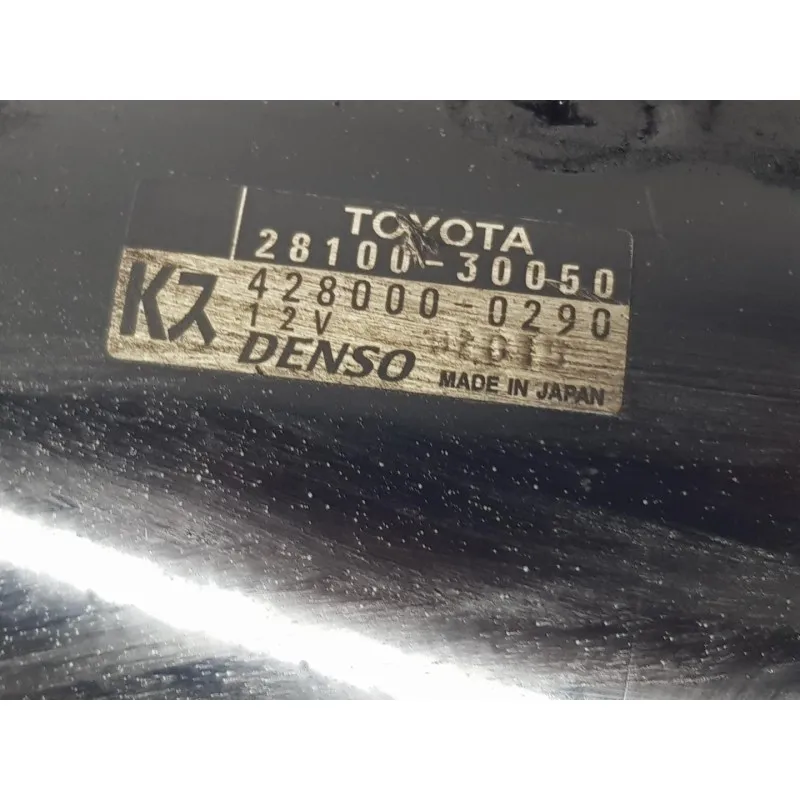 TOYOTA
28100-30050
Kス 428000-0290
12V
DENSO MADE IN JAPAN